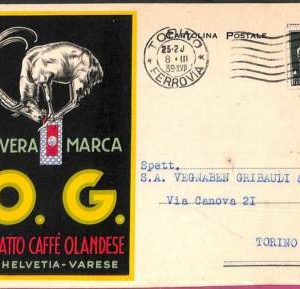 VERA MARCA
O. G.
ATTO CAFFÈ OLANDESE
HELVETIA - VARESE
CARTOLINA POSTALE
8 III
FERROVIA
Spett.
S.A. VEGNABEN GRIBAUDI &
Via Canova 21
TORINO